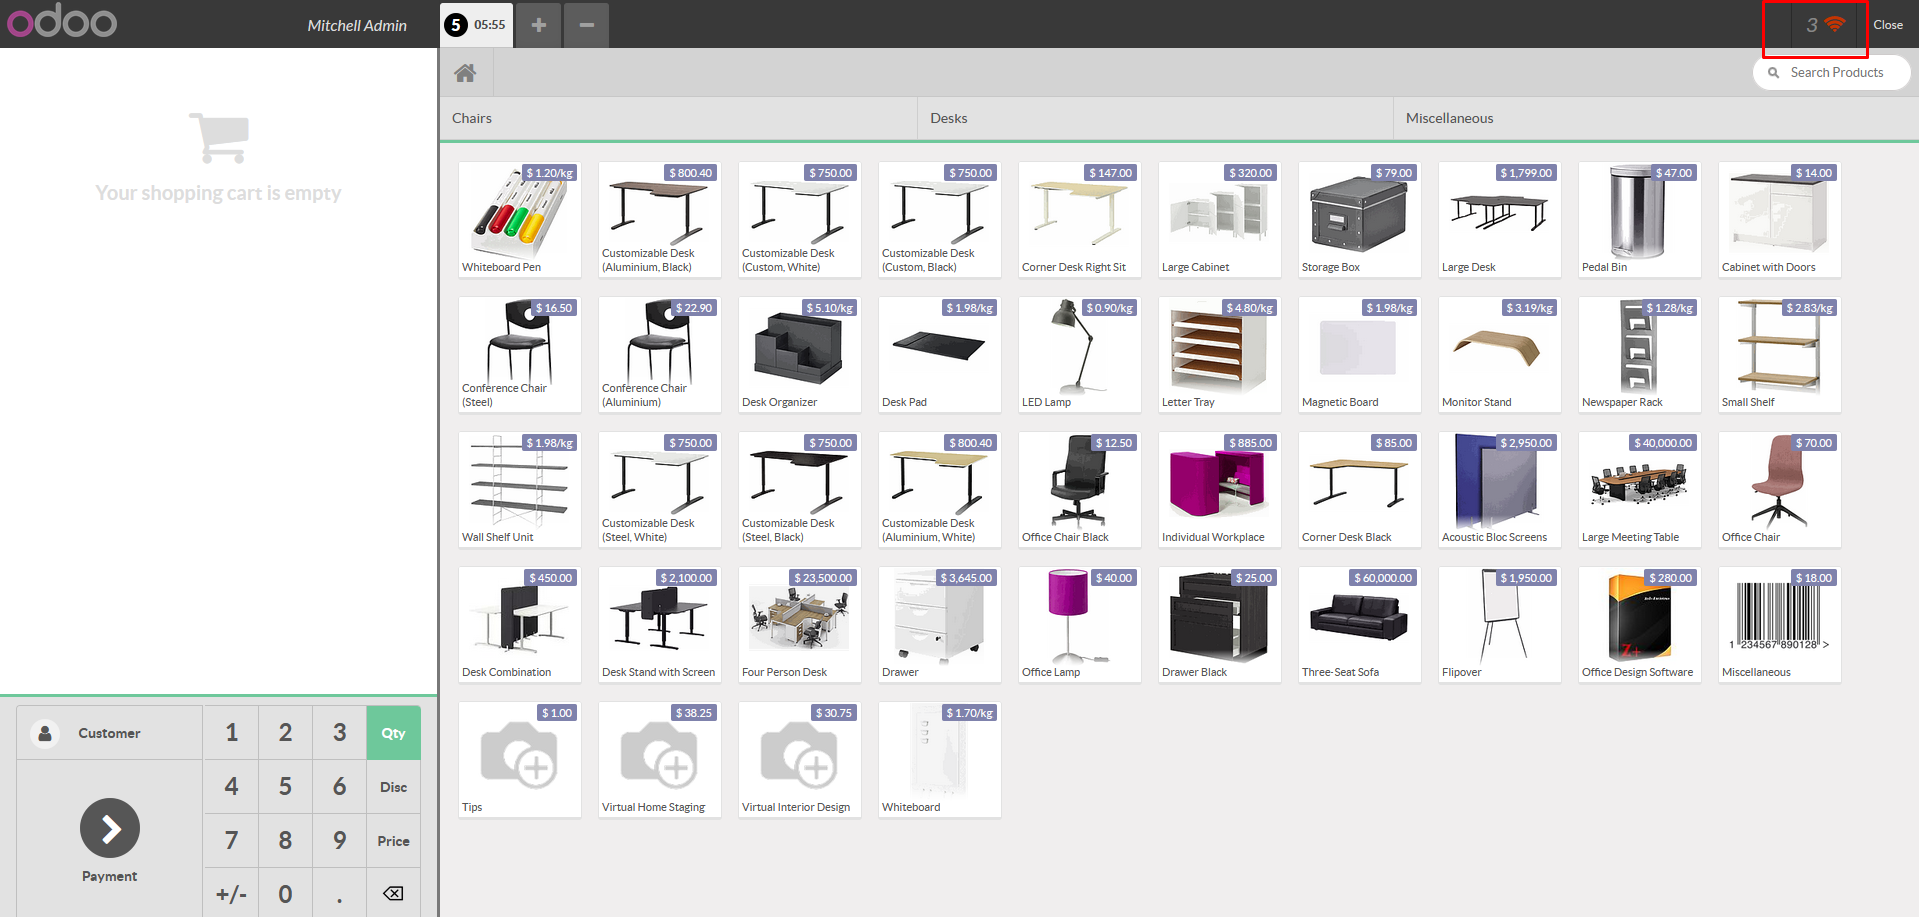 odoo
Mitchell Admin
5 05:55
+
−
3
Close
Search Products
Your shopping cart is empty
Chairs
Desks
Miscellaneous
$ 1.20/kg
Whiteboard Pen
$ 800.40
Customizable Desk
(Aluminium, Black)
$ 750.00
Customizable Desk
(Custom, White)
$ 750.00
Customizable Desk
(Custom, Black)
$ 147.00
Corner Desk Right Sit
$ 320.00
Large Cabinet
$ 79.00
Storage Box
$ 1,799.00
Large Desk
$ 47.00
Pedal Bin
$ 14.00
Cabinet with Doors
$ 16.50
Conference Chair
(Steel)
$ 22.90
Conference Chair
(Aluminium)
$ 5.10/kg
Desk Organizer
$ 1.98/kg
Desk Pad
$ 0.90/kg
LED Lamp
$ 4.80/kg
Letter Tray
$ 1.98/kg
Magnetic Board
$ 3.19/kg
Monitor Stand
$ 1.28/kg
Newspaper Rack
$ 2.83/kg
Small Shelf
$ 1.98/kg
Wall Shelf Unit
$ 750.00
Customizable Desk
(Steel, White)
$ 750.00
Customizable Desk
(Steel, Black)
$ 800.40
Customizable Desk
(Aluminium, White)
$ 12.50
Office Chair Black
$ 885.00
Individual Workplace
$ 85.00
Corner Desk Black
$ 2,950.00
Acoustic Bloc Screens
$ 40,000.00
Large Meeting Table
$ 70.00
Office Chair
$ 450.00
Desk Combination
$ 2,100.00
Desk Stand with Screen
$ 23,500.00
Four Person Desk
$ 3,645.00
Drawer
$ 40.00
Office Lamp
$ 25.00
Drawer Black
$ 60,000.00
Three-Seat Sofa
$ 1,950.00
Flipover
$ 280.00
Z+
Office Design Software
$ 18.00
1 234567 890128 >
Miscellaneous
$ 1.00
Tips
$ 38.25
Virtual Home Staging
$ 30.75
Virtual Interior Design
$ 1.70/kg
Whiteboard
Customer
1 2 3 Qty
4 5 6 Disc
7 8 9 Price
Payment
+/- 0 .